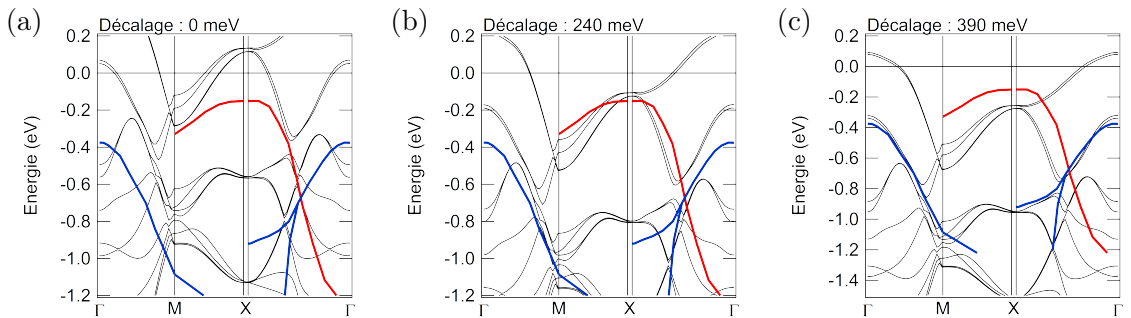 (a) Décalage : 0 meV
Energie (eV)
0.2
0.0
-0.2
-0.4
-0.6
-0.8
-1.0
-1.2
Γ M X Γ
(b) Décalage : 240 meV
Energie (eV)
0.2
0.0
-0.2
-0.4
-0.6
-0.8
-1.0
-1.2
Γ M X Γ
(c) Décalage : 390 meV
Energie (eV)
0.2
0.0
-0.2
-0.4
-0.6
-0.8
-1.0
-1.2
-1.4
Γ M X Γ